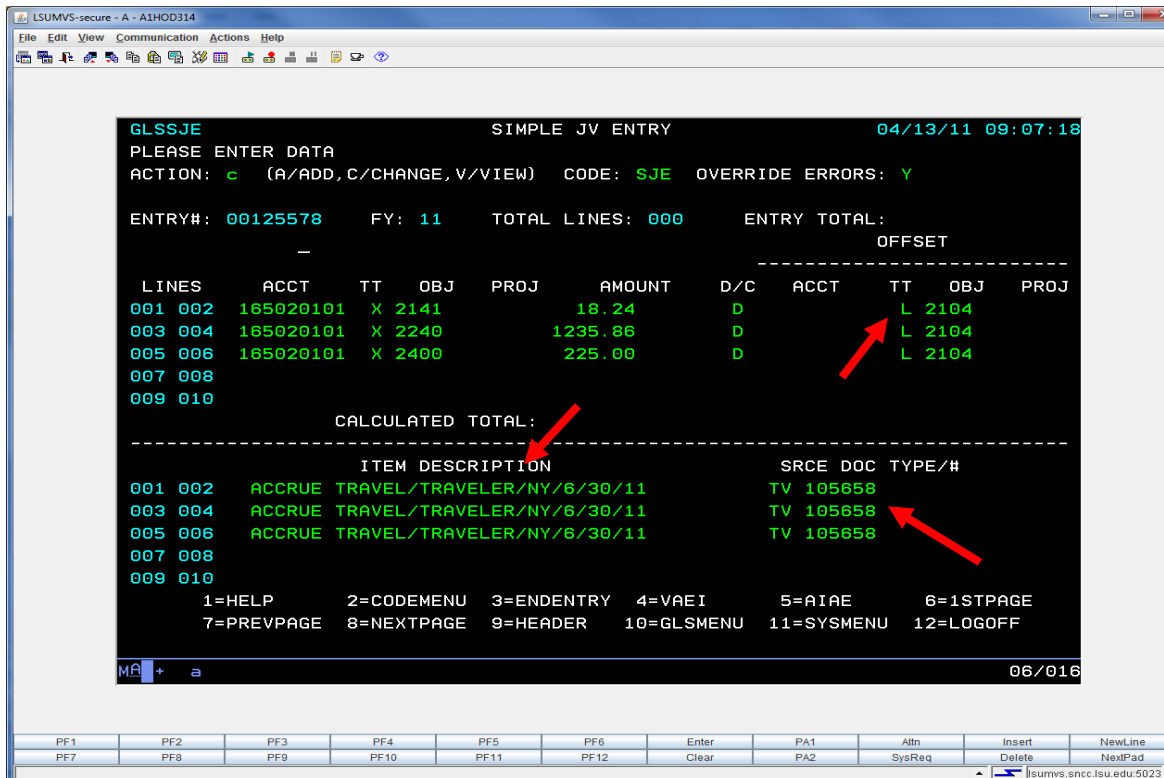 LSUMVS-secure - A - A1HOD314
File Edit View Communication Actions Help
GLSSJE SIMPLE JV ENTRY 04/13/11 09:07:18
PLEASE ENTER DATA
ACTION: c (A/ADD,C/CHANGE,V/VIEW) CODE: SJE OVERRIDE ERRORS: Y
ENTRY#: 00125578 FY: 11 TOTAL LINES: 000 ENTRY TOTAL:
OFFSET
LINES ACCT TT OBJ PROJ AMOUNT D/C ACCT TT OBJ PROJ
001 002 165020101 X 2141 18.24 D L 2104
003 004 165020101 X 2240 1235.86 D L 2104
005 006 165020101 X 2400 225.00 D L 2104
007 008
009 010
CALCULATED TOTAL:
ITEM DESCRIPTION SRCE DOC TYPE/#
001 002 ACCRUE TRAVEL/TRAVELER/NY/6/30/11 TV 105658
003 004 ACCRUE TRAVEL/TRAVELER/NY/6/30/11 TV 105658
005 006 ACCRUE TRAVEL/TRAVELER/NY/6/30/11 TV 105658
007 008
009 010
1=HELP 2=CODEMENU 3=ENDENTRY 4=VAEI 5=AIAE 6=1STPAGE
7=PREVPAGE 8=NEXTPAGE 9=HEADER 10=GLSMENU 11=SYSMENU 12=LOGOFF
MA + a 06/016
PF1 PF2 PF3 PF4 PF5 PF6 Enter PA1 Attn Insert NewLine
PF7 PF8 PF9 PF10 PF11 PF12 Clear PA2 SysReq Delete NextPad
lsumvs.sncc.lsu.edu:5023